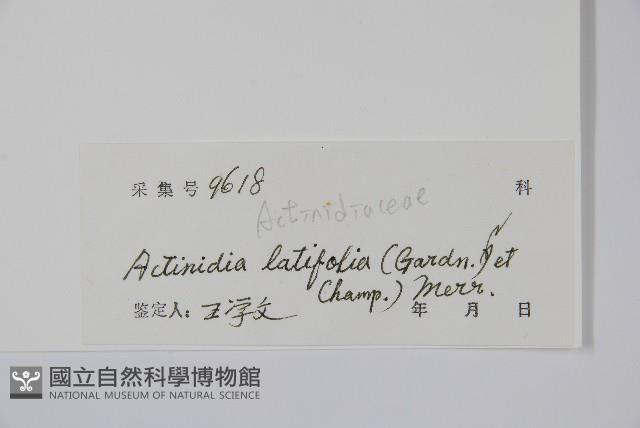 采集号 9618 科
Actinidiaceae
Actinidia latifolia (Gardn.) et
Champ.) Merr.
鉴定人: 王学文 年 月 日
國立自然科學博物館
NATIONAL MUSEUM OF NATURAL SCIENCE